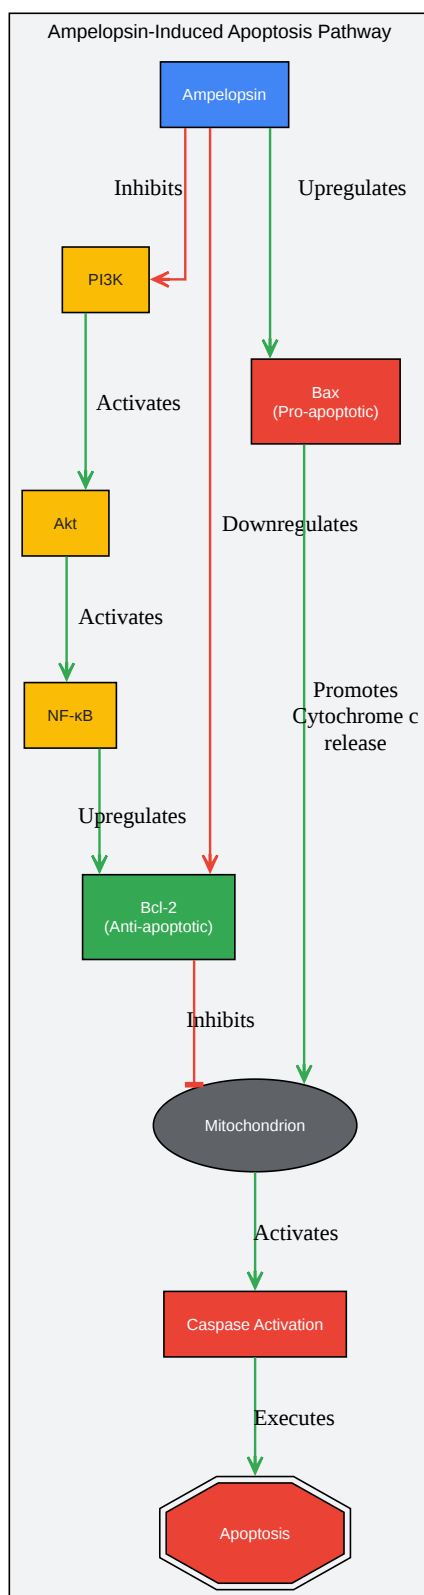 Ampelopsin-Induced Apoptosis Pathway
Ampelopsin
Inhibits
Upregulates
PI3K
Bax
(Pro-apoptotic)
Activates
Akt
Downregulates
Activates
NF-κB
Promotes
Cytochrome c
release
Upregulates
Bcl-2
(Anti-apoptotic)
Inhibits
Mitochondrion
Activates
Caspase Activation
Executes
Apoptosis